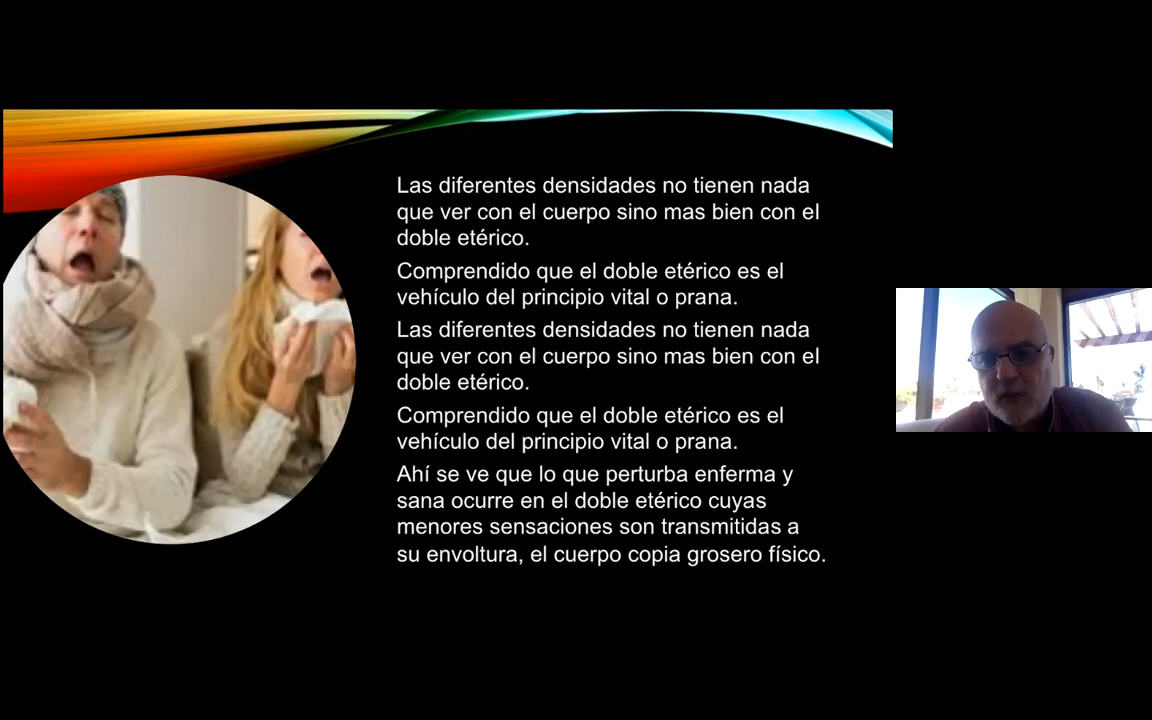 Las diferentes densidades no tienen nada
que ver con el cuerpo sino mas bien con el
doble etérico.
Comprendido que el doble etérico es el
vehículo del principio vital o prana.
Las diferentes densidades no tienen nada
que ver con el cuerpo sino mas bien con el
doble etérico.
Comprendido que el doble etérico es el
vehículo del principio vital o prana.
Ahí se ve que lo que perturba enferma y
sana ocurre en el doble etérico cuyas
menores sensaciones son transmitidas a
su envoltura, el cuerpo copia grosero físico.